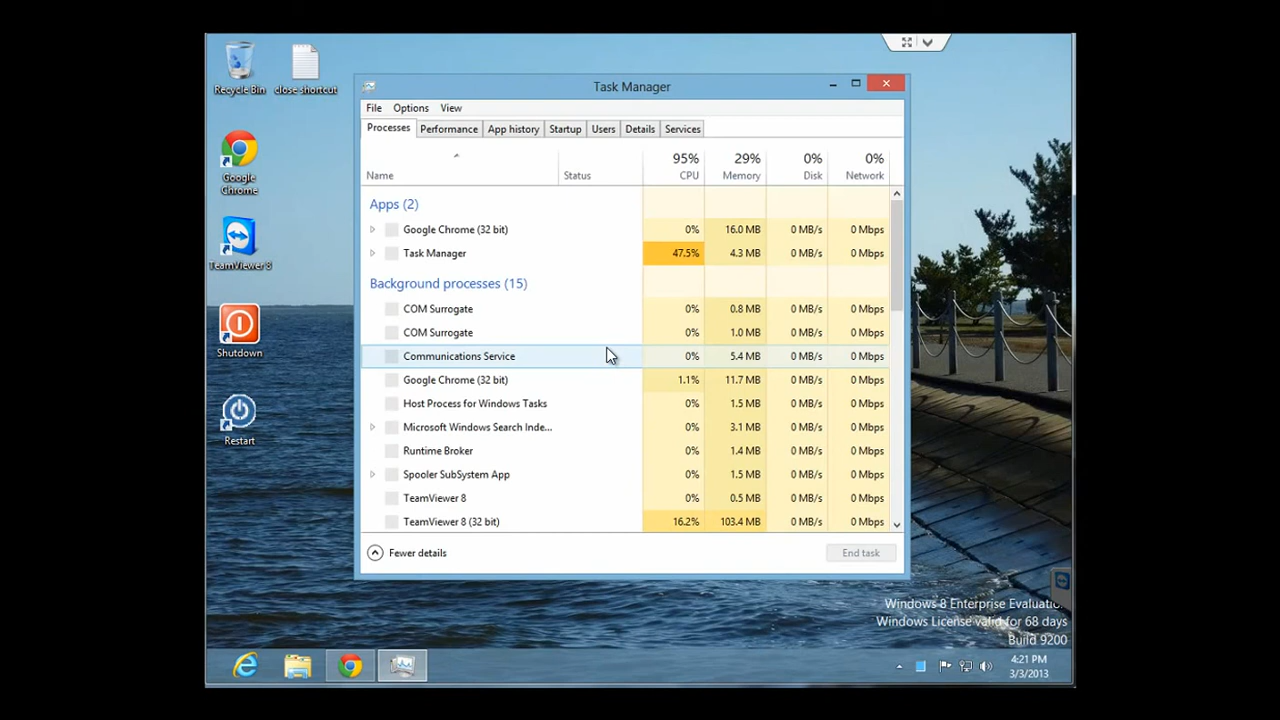 Recycle Bin
close shortcut
Google Chrome
TeamViewer 8
Shutdown
Restart
Task Manager
File Options View
Processes Performance App history Startup Users Details Services
95% 29% 0% 0%
Name Status CPU Memory Disk Network
Apps (2)
Google Chrome (32 bit) 0% 16.0 MB 0 MB/s 0 Mbps
Task Manager 47.5% 4.3 MB 0 MB/s 0 Mbps
Background processes (15)
COM Surrogate 0% 0.8 MB 0 MB/s 0 Mbps
COM Surrogate 0% 1.0 MB 0 MB/s 0 Mbps
Communications Service 0% 5.4 MB 0 MB/s 0 Mbps
Google Chrome (32 bit) 1.1% 11.7 MB 0 MB/s 0 Mbps
Host Process for Windows Tasks 0% 1.5 MB 0 MB/s 0 Mbps
Microsoft Windows Search Inde... 0% 3.1 MB 0 MB/s 0 Mbps
Runtime Broker 0% 1.4 MB 0 MB/s 0 Mbps
Spooler SubSystem App 0% 1.5 MB 0 MB/s 0 Mbps
TeamViewer 8 0% 0.5 MB 0 MB/s 0 Mbps
TeamViewer 8 (32 bit) 16.2% 103.4 MB 0 MB/s 0 Mbps
Fewer details End task
Windows 8 Enterprise Evaluatio
Windows License valid for 68 days
Build 9200
4:21 PM
3/3/2013